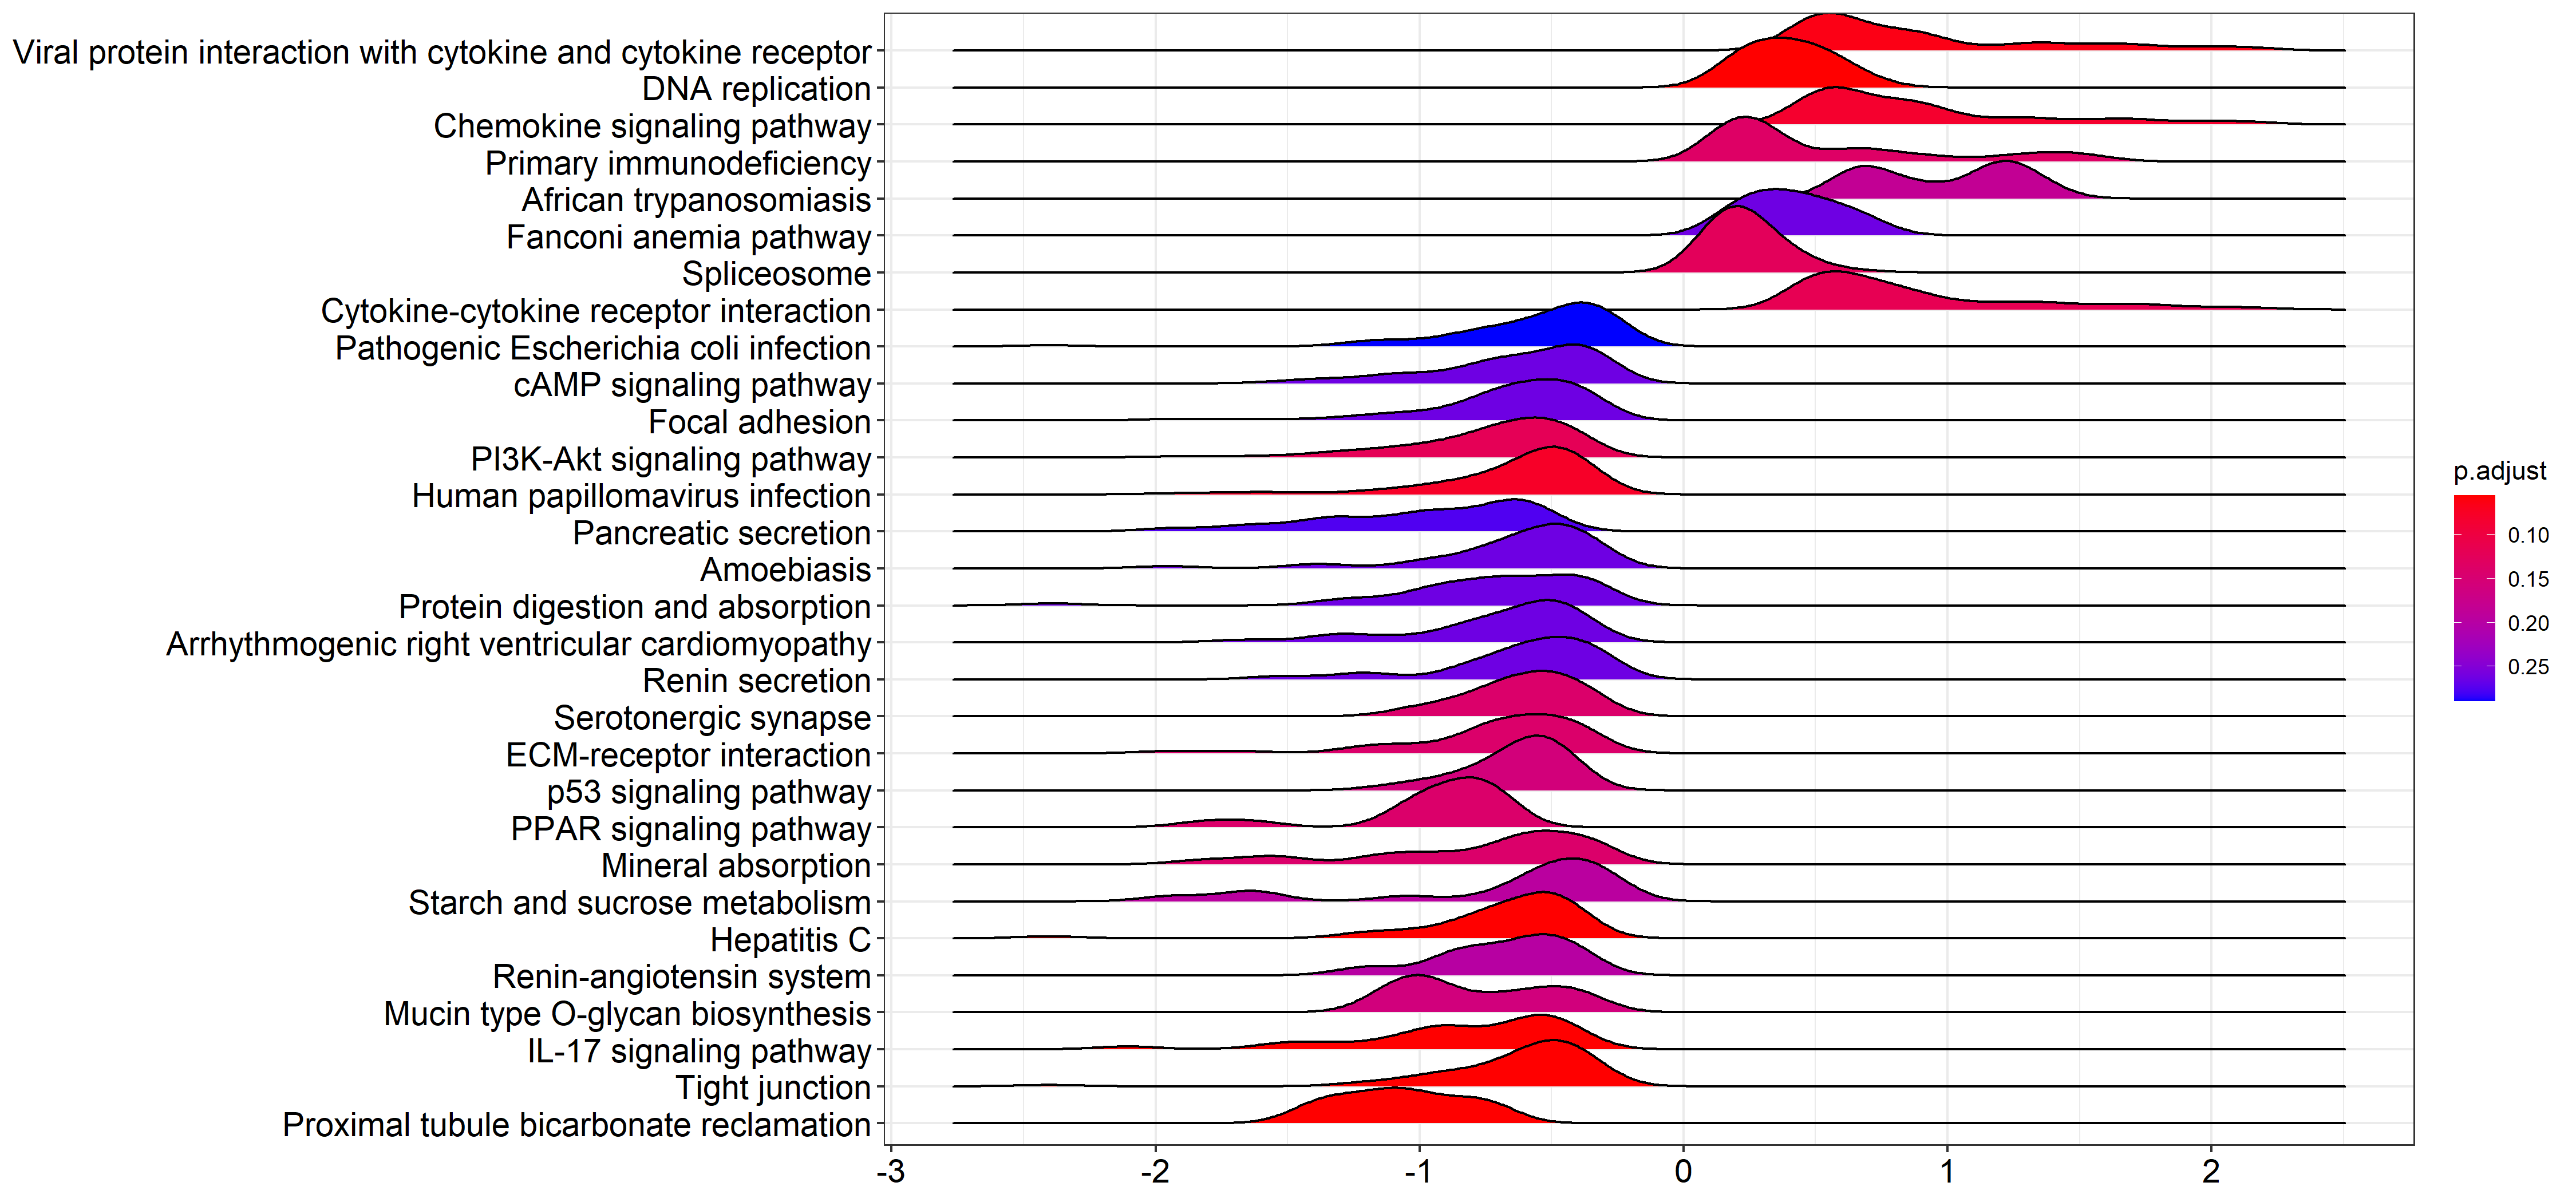 Viral protein interaction with cytokine and cytokine receptor
DNA replication
Chemokine signaling pathway
Primary immunodeficiency
African trypanosomiasis
Fanconi anemia pathway
Spliceosome
Cytokine-cytokine receptor interaction
Pathogenic Escherichia coli infection
cAMP signaling pathway
Focal adhesion
PI3K-Akt signaling pathway
Human papillomavirus infection
Pancreatic secretion
Amoebiasis
Protein digestion and absorption
Arrhythmogenic right ventricular cardiomyopathy
Renin secretion
Serotonergic synapse
ECM-receptor interaction
p53 signaling pathway
PPAR signaling pathway
Mineral absorption
Starch and sucrose metabolism
Hepatitis C
Renin-angiotensin system
Mucin type O-glycan biosynthesis
IL-17 signaling pathway
Tight junction
Proximal tubule bicarbonate reclamation
-3 -2 -1 0 1 2
p.adjust
0.10
0.15
0.20
0.25